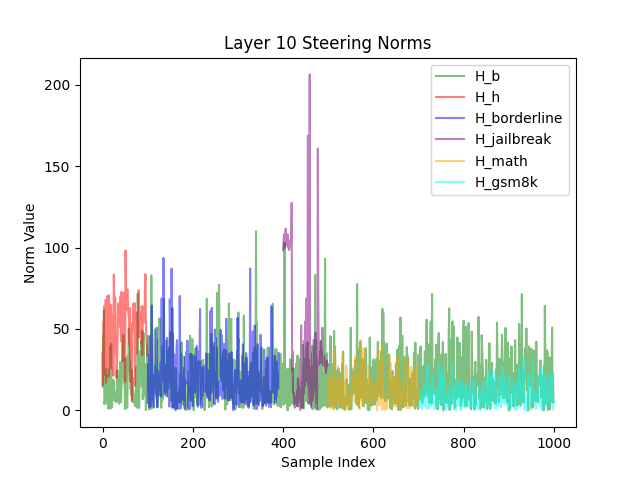 Layer 10 Steering Norms
H_b
H_h
H_borderline
H_jailbreak
H_math
H_gsm8k
Norm Value
200
150
100
50
0
0 200 400 600 800 1000
Sample Index